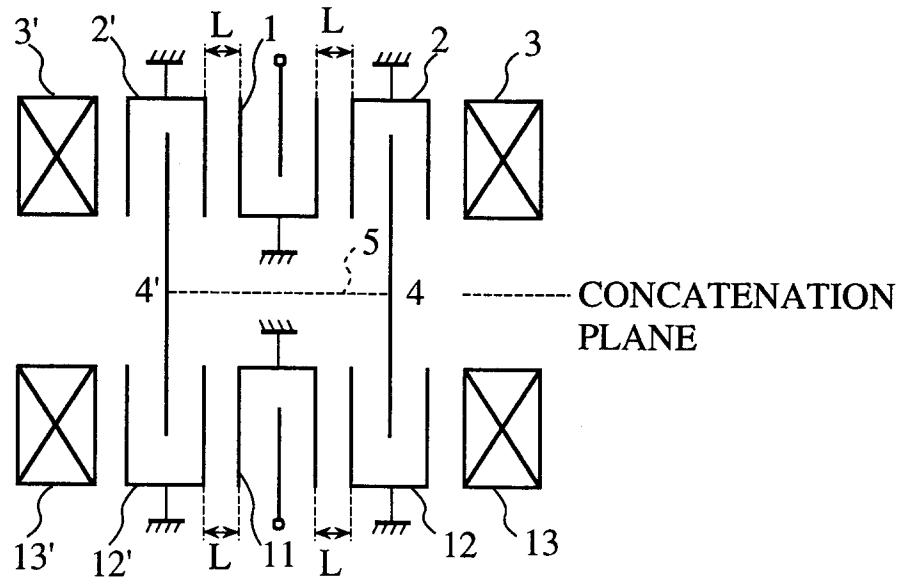 L L
3' 2' 1 2 3
5
4' 4 CONCATENATION
PLANE
13' 12' L 11 L 12 13